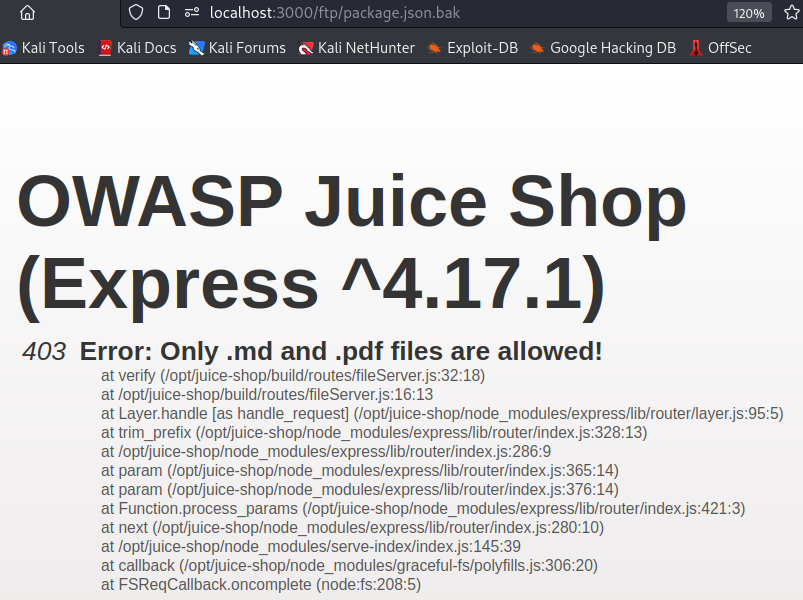 localhost:3000/ftp/package.json.bak
120%
Kali Tools
Kali Docs
Kali Forums
Kali NetHunter
Exploit-DB
Google Hacking DB
OffSec
OWASP Juice Shop
(Express ^4.17.1)
403 Error: Only .md and .pdf files are allowed!
at verify (/opt/juice-shop/build/routes/fileServer.js:32:18)
at /opt/juice-shop/build/routes/fileServer.js:16:13
at Layer.handle [as handle_request] (/opt/juice-shop/node_modules/express/lib/router/layer.js:95:5)
at trim_prefix (/opt/juice-shop/node_modules/express/lib/router/index.js:328:13)
at /opt/juice-shop/node_modules/express/lib/router/index.js:286:9
at param (/opt/juice-shop/node_modules/express/lib/router/index.js:365:14)
at param (/opt/juice-shop/node_modules/express/lib/router/index.js:376:14)
at Function.process_params (/opt/juice-shop/node_modules/express/lib/router/index.js:421:3)
at next (/opt/juice-shop/node_modules/express/lib/router/index.js:280:10)
at /opt/juice-shop/node_modules/serve-index/index.js:145:39
at callback (/opt/juice-shop/node_modules/graceful-fs/polyfills.js:306:20)
at FSReqCallback.oncomplete (node:fs:208:5)